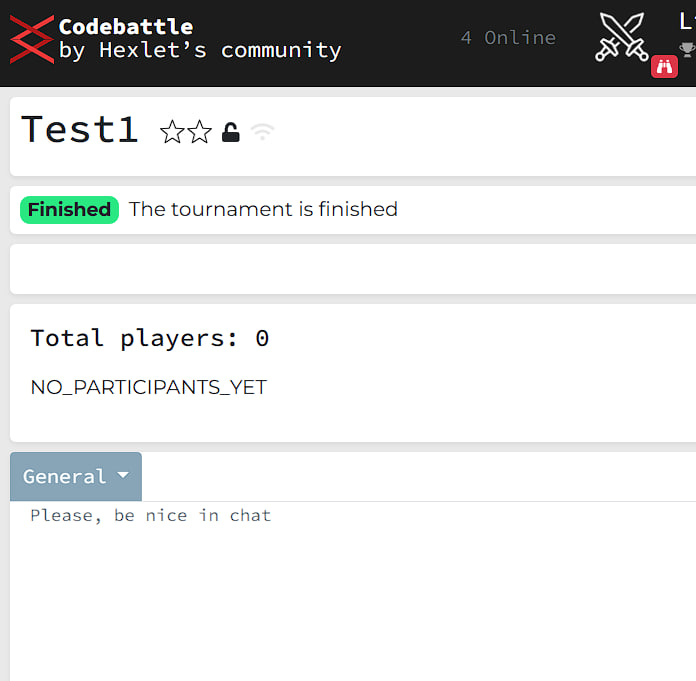 Codebattle
by Hexlet’s community
4 Online
Test1
Finished The tournament is finished
Total players: 0
NO_PARTICIPANTS_YET
General
Please, be nice in chat